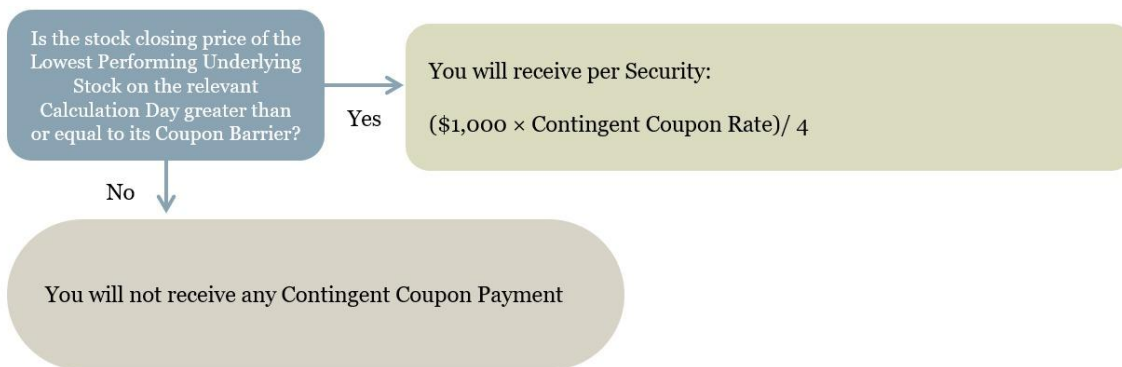 Is the stock closing price of the
Lowest Performing Underlying
Stock on the relevant
Calculation Day greater than
or equal to its Coupon Barrier?
Yes
You will receive per Security:
($1,000 × Contingent Coupon Rate)/ 4
No
You will not receive any Contingent Coupon Payment